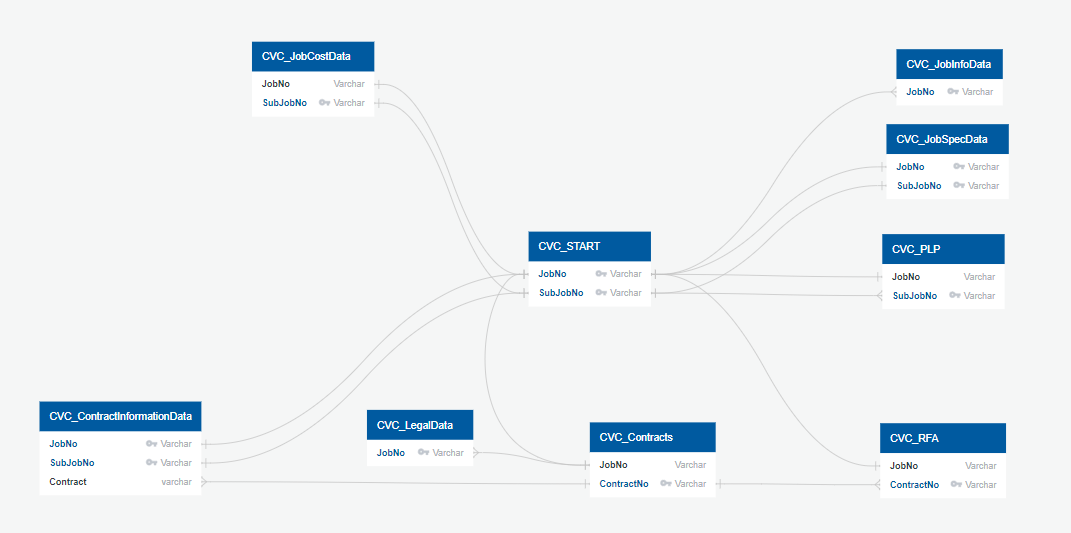 CVC_JobCostData
JobNo Varchar
SubJobNo Varchar
CVC_JobInfoData
JobNo Varchar
CVC_JobSpecData
JobNo Varchar
SubJobNo Varchar
CVC_START
JobNo Varchar
SubJobNo Varchar
CVC_PLP
JobNo Varchar
SubJobNo Varchar
CVC_ContractInformationData
JobNo Varchar
SubJobNo Varchar
Contract varchar
CVC_LegalData
JobNo Varchar
CVC_Contracts
JobNo Varchar
ContractNo Varchar
CVC_RFA
JobNo Varchar
ContractNo Varchar